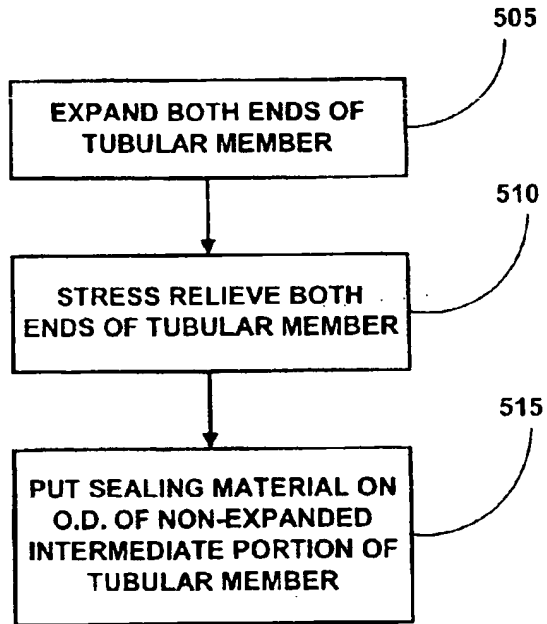 505
EXPAND BOTH ENDS OF
TUBULAR MEMBER
510
STRESS RELIEVE BOTH
ENDS OF TUBULAR MEMBER
515
PUT SEALING MATERIAL ON
O.D. OF NON-EXPANDED
INTERMEDIATE PORTION OF
TUBULAR MEMBER